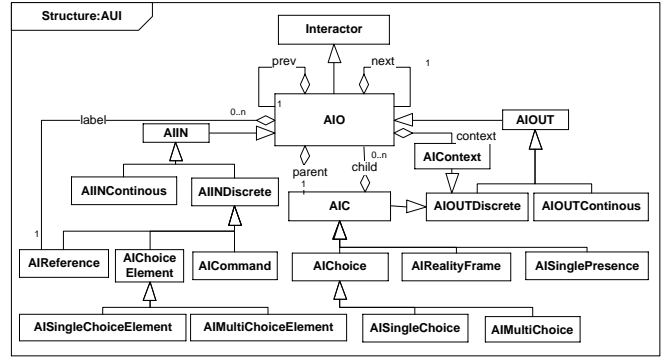 Structure:AUI
Interactor
prev
next
1
1
label
0..n
AIO
AIOUT
AIIN
context
0..n
AIContext
parent
child
1
AIINContinous
AIINDiscrete
AIC
AIOUTDiscrete
AIOUTContinous
1
AIReference
AIChoice
Element
AICommand
AIChoice
AIRealityFrame
AISinglePresence
AISingleChoiceElement
AIMultiChoiceElement
AISingleChoice
AIMultiChoice